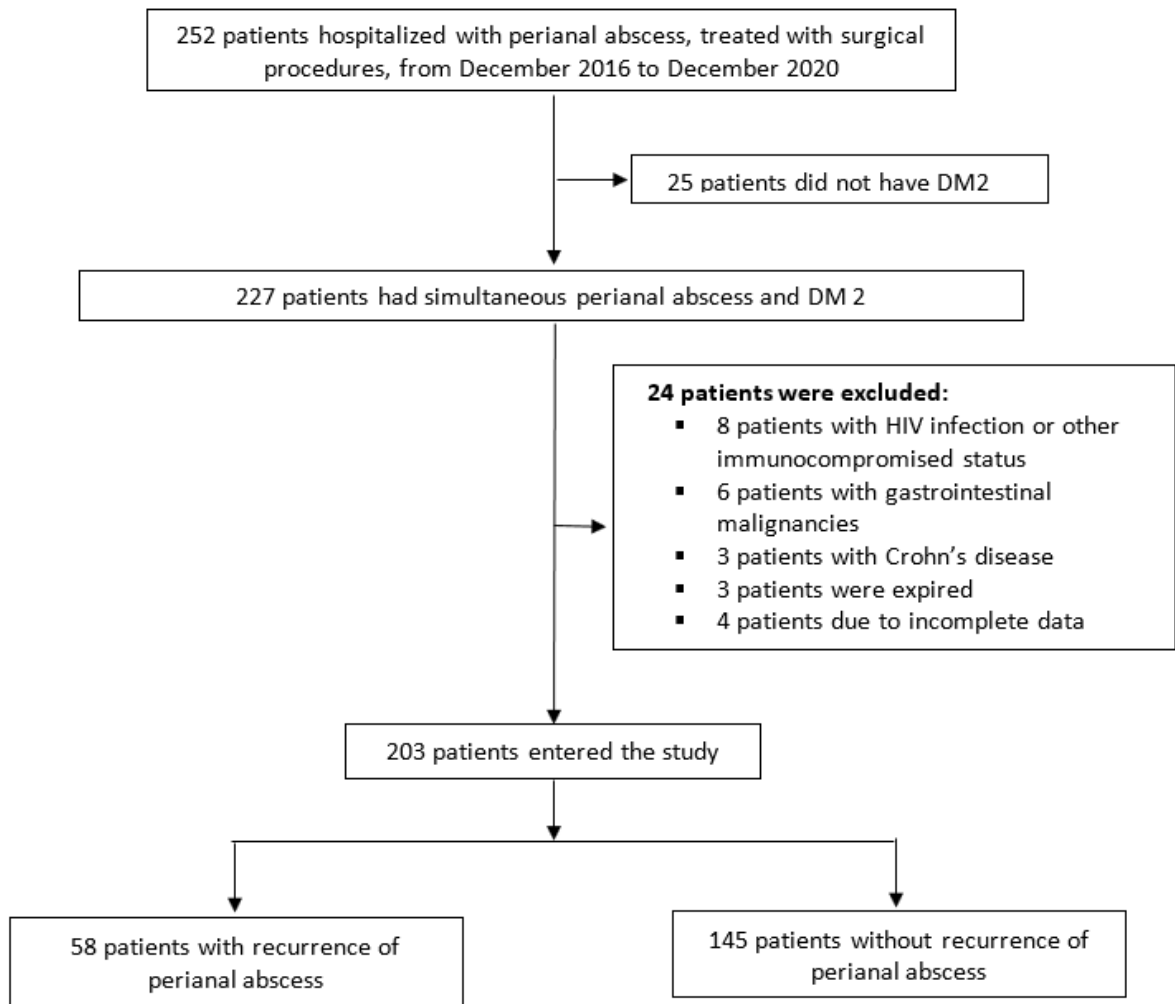 252 patients hospitalized with perianal abscess, treated with surgical
procedures, from December 2016 to December 2020
25 patients did not have DM2
227 patients had simultaneous perianal abscess and DM 2
24 patients were excluded:
▪ 8 patients with HIV infection or other
immunocompromised status
▪ 6 patients with gastrointestinal
malignancies
▪ 3 patients with Crohn’s disease
▪ 3 patients were expired
▪ 4 patients due to incomplete data
203 patients entered the study
58 patients with recurrence of
perianal abscess
145 patients without recurrence of
perianal abscess